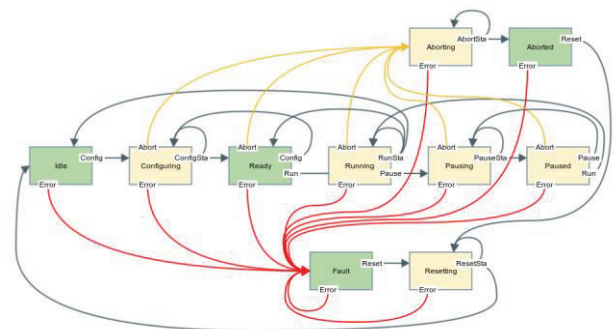 AbortSta
Reset
Aborting
Aborted
Error
Error
Abort
Abort
Abort
Abort
Abort
Idle
Config
Configuring
ConfigSta
Ready
Config
Run
Running
RunSta
Pause
Pausing
PauseSta
Paused
Pause
Run
Error
Error
Error
Error
Error
Error
Fault
Reset
Resetting
ResetSta
Error
Error